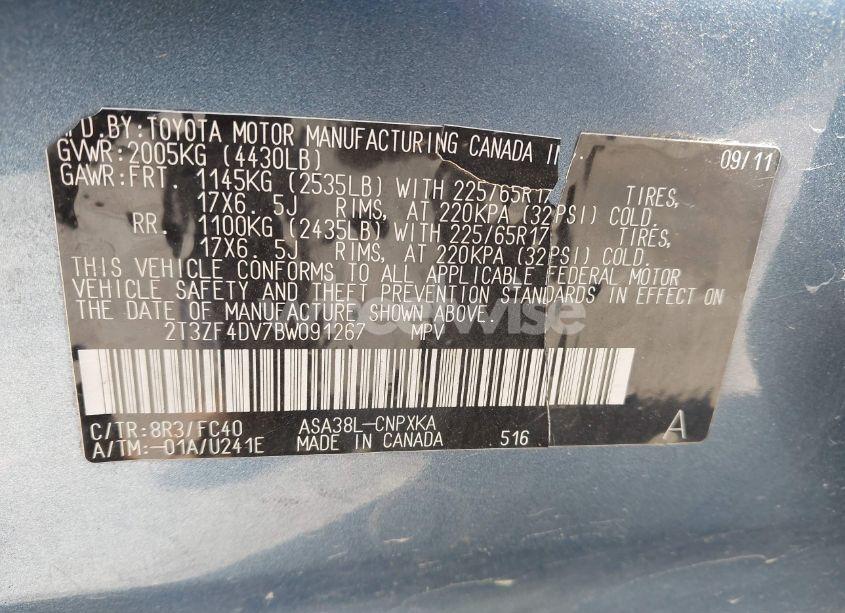 M'D.BY:TOYOTA MOTOR MANUFACTURING CANADA IN. 09/11
GVWR:2005KG (4430LB)
GAWR:FRT. 1145KG (2535LB) WITH 225/65R17 TIRES,
17X6.5J RIMS, AT 220KPA (32PSI) COLD.
RR. 1100KG (2435LB) WITH 225/65R17 TIRES,
17X6.5J RIMS, AT 220KPA (32PSI) COLD.
THIS VEHICLE CONFORMS TO ALL APPLICABLE FEDERAL MOTOR
VEHICLE SAFETY AND THEFT PREVENTION STANDARDS IN EFFECT ON
THE DATE OF MANUFACTURE SHOWN ABOVE.
2T3ZF4DV7BW091267 MPV
C/TR:8R3/FC40 ASA38L-CNPXKA
A/TM:-01A/U241E MADE IN CANADA 516 A